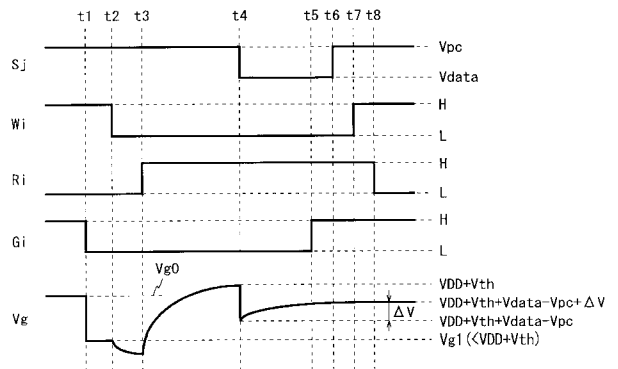 t1 t2 t3 t4 t5 t6 t7 t8
Sj
Vpc
Vdata
Wi
H
L
Ri
H
L
Gi
H
L
Vg
Vg0
VDD+Vth
VDD+Vth+Vdata-Vpc+ΔV
ΔV
VDD+Vth+Vdata-Vpc
Vg1(<VDD+Vth)